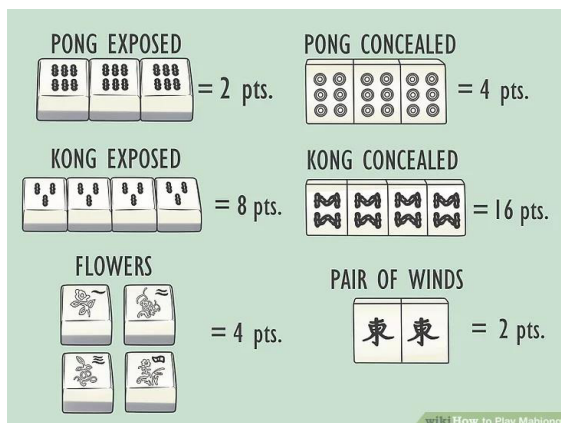 PONG EXPOSED
= 2 pts.
PONG CONCEALED
= 4 pts.
KONG EXPOSED
= 8 pts.
KONG CONCEALED
= 16 pts.
FLOWERS
= 4 pts.
PAIR OF WINDS
東 東
= 2 pts.
wikiHow to Play Mahjong